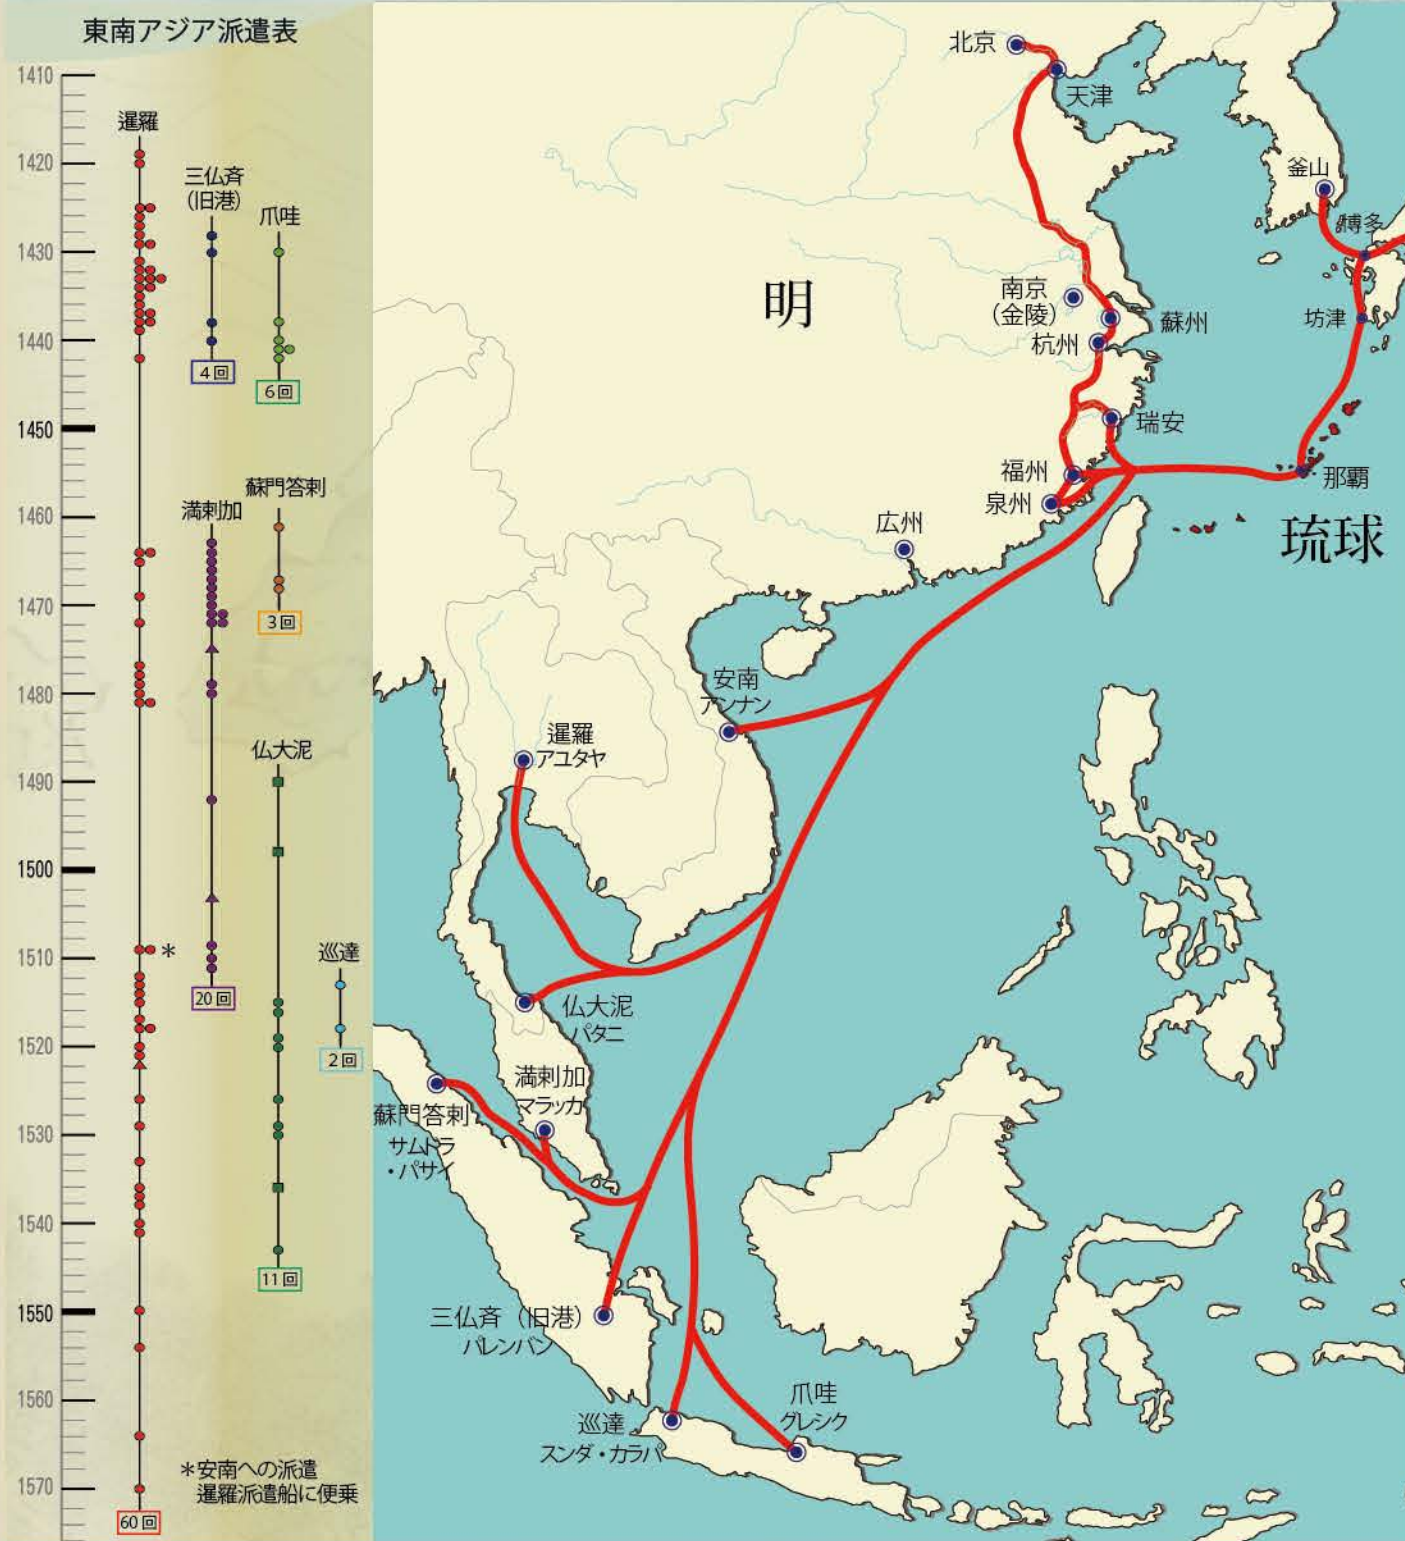 東南アジア派遣表
1410
1420
1430
1440
1450
1460
1470
1480
1490
1500
1510
1520
1530
1540
1550
1560
1570
暹羅
60回
三仏斉
(旧港)
4回
爪哇
6回
満剌加
20回
蘇門答剌
3回
仏大泥
11回
巡達
2回
*
*安南への派遣
暹羅派遣船に便乗
北京
天津
釜山
博多
坊津
明
南京
(金陵)
蘇州
杭州
瑞安
福州
泉州
広州
那覇
琉球
安南
アンナン
暹羅
アユタヤ
仏大泥
パタニ
満剌加
マラッカ
蘇門答剌
サムドラ
・パサイ
三仏斉(旧港)
パレンバン
巡達
スンダ・カラパ
爪哇
グレシク